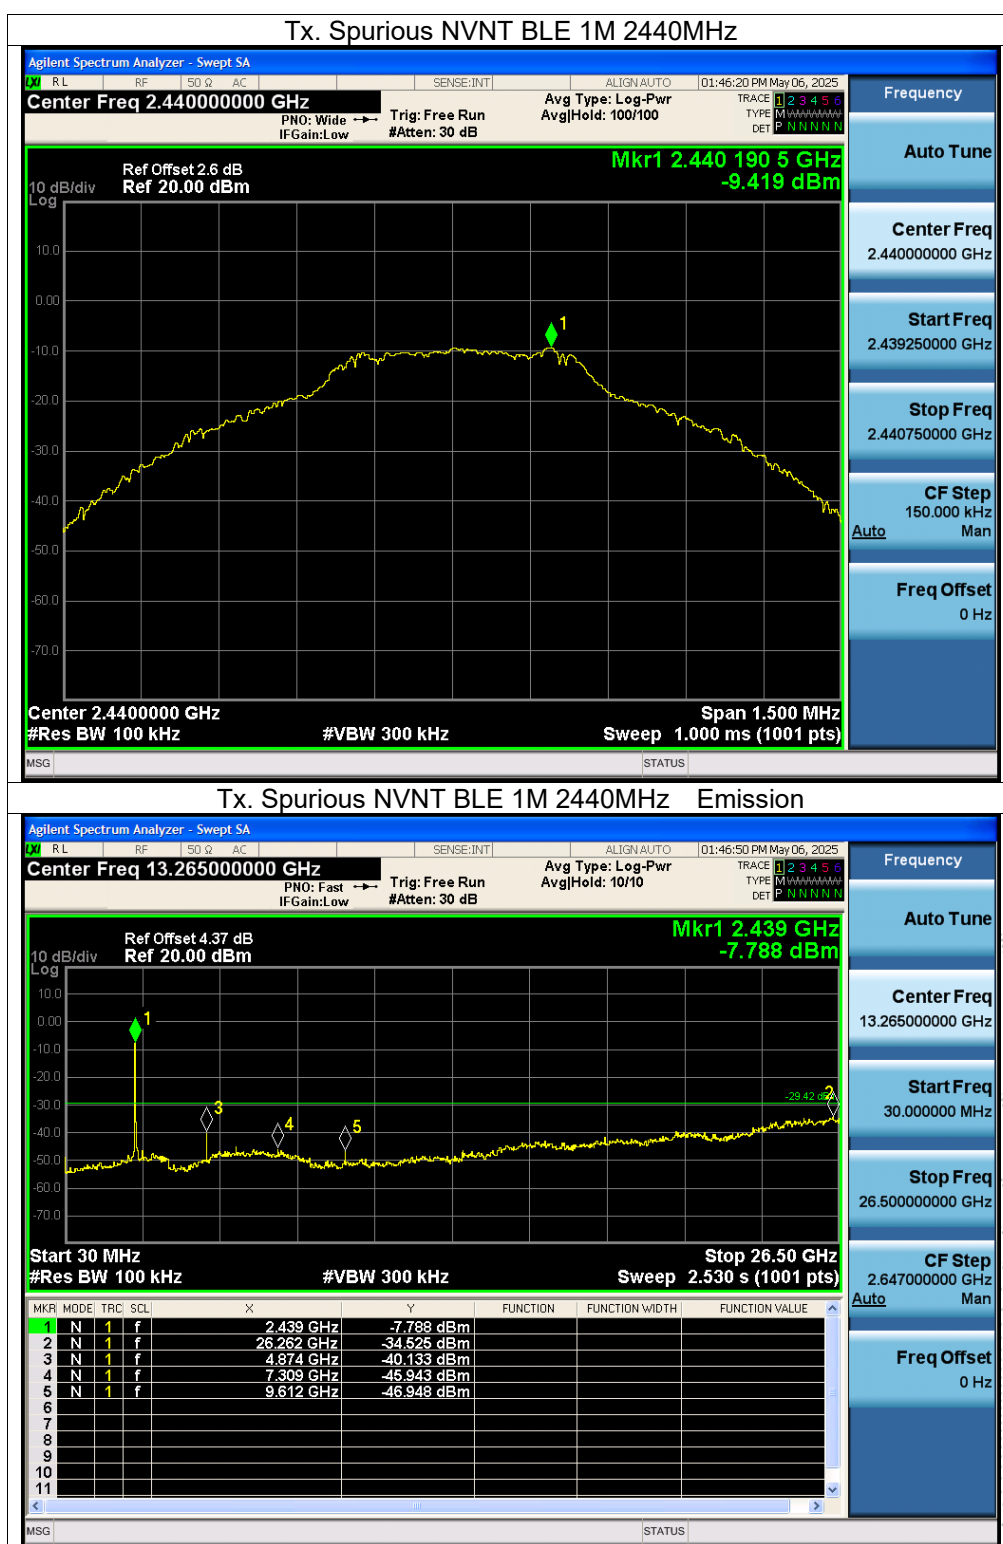 Tx. Spurious NVNT BLE 1M 2440MHz
Agilent Spectrum Analyzer - Swept SA
LXI RL RF 50 Ω AC SENSE:INT ALIGN AUTO 01:46:20 PM May 06, 2025
Center Freq 2.440000000 GHz
PNO: Wide
IFGain:Low
Trig: Free Run
#Atten: 30 dB
Avg Type: Log-Pwr
Avg|Hold: 100/100
TRACE 1 2 3 4 5 6
TYPE M
DET P N N N N N
Mkr1 2.440 190 5 GHz
-9.419 dBm
Ref Offset 2.6 dB
10 dB/div Ref 20.00 dBm
Log
10.0
0.00
1
-10.0
-20.0
-30.0
-40.0
-50.0
-60.0
-70.0
Center 2.4400000 GHz Span 1.500 MHz
#Res BW 100 kHz #VBW 300 kHz Sweep 1.000 ms (1001 pts)
MSG STATUS
Frequency
Auto Tune
Center Freq
2.440000000 GHz
Start Freq
2.439250000 GHz
Stop Freq
2.440750000 GHz
CF Step
150.000 kHz
Auto Man
Freq Offset
0 Hz
Tx. Spurious NVNT BLE 1M 2440MHz Emission
Agilent Spectrum Analyzer - Swept SA
LXI RL RF 50 Ω AC SENSE:INT ALIGN AUTO 01:46:50 PM May 06, 2025
Center Freq 13.265000000 GHz
PNO: Fast
IFGain:Low
Trig: Free Run
#Atten: 30 dB
Avg Type: Log-Pwr
Avg|Hold: 10/10
TRACE 1 2 3 4 5 6
TYPE M
DET P N N N N N
Mkr1 2.439 GHz
-7.788 dBm
Ref Offset 4.37 dB
10 dB/div Ref 20.00 dBm
Log
10.0
0.00
1
-10.0
-20.0
-29.42 dBm
2
-30.0
3
-40.0
4
5
-50.0
-60.0
-70.0
Start 30 MHz Stop 26.50 GHz
#Res BW 100 kHz #VBW 300 kHz Sweep 2.530 s (1001 pts)
MKR MODE TRC SCL X Y FUNCTION FUNCTION WIDTH FUNCTION VALUE
1 N 1 f 2.439 GHz -7.788 dBm
2 N 1 f 26.262 GHz -34.525 dBm
3 N 1 f 4.874 GHz -40.133 dBm
4 N 1 f 7.309 GHz -45.943 dBm
5 N 1 f 9.612 GHz -46.948 dBm
6
7
8
9
10
11
MSG STATUS
Frequency
Auto Tune
Center Freq
13.265000000 GHz
Start Freq
30.000000 MHz
Stop Freq
26.500000000 GHz
CF Step
2.647000000 GHz
Auto Man
Freq Offset
0 Hz